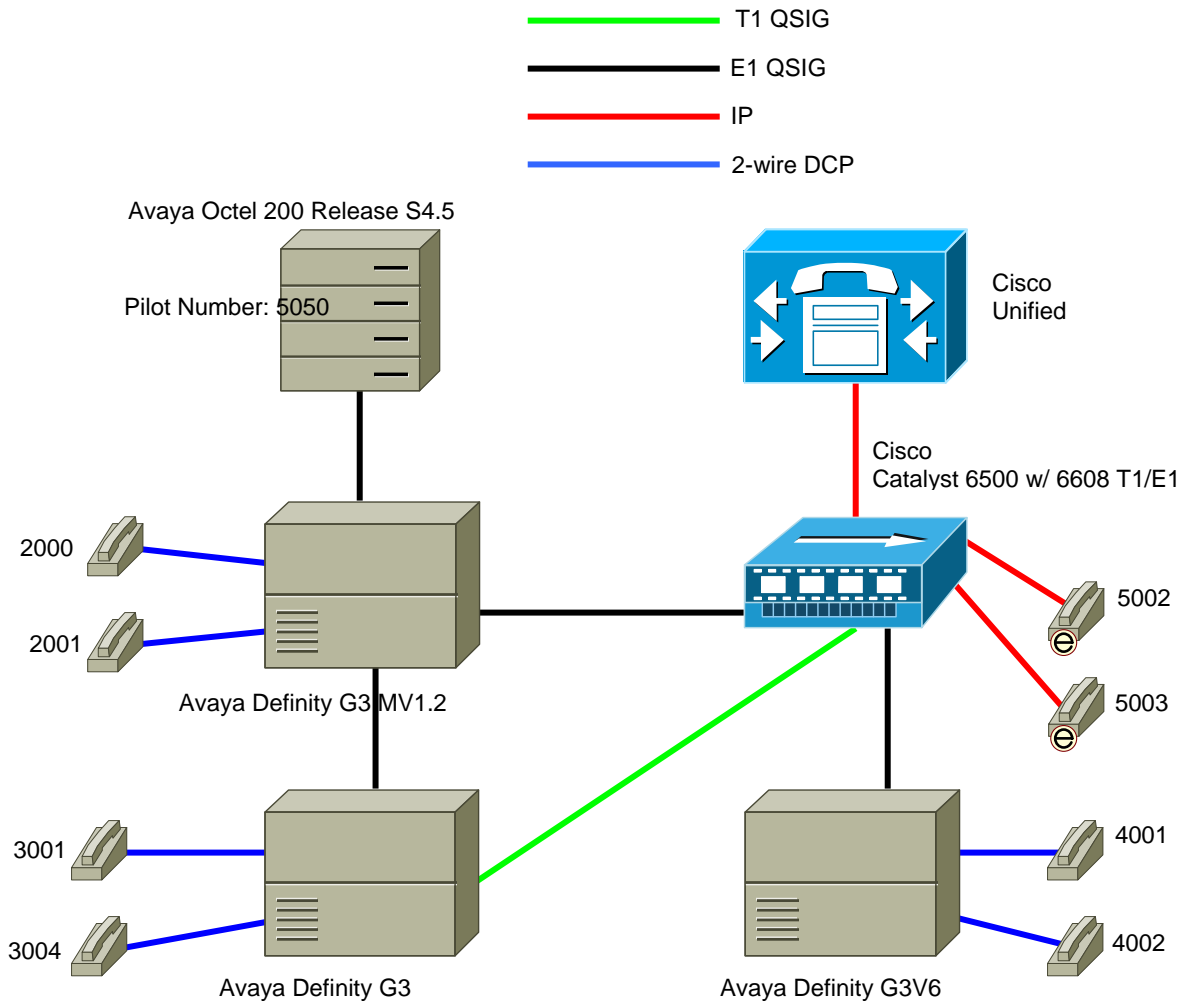 T1 QSIG
E1 QSIG
IP
2-wire DCP
Avaya Octel 200 Release S4.5
Pilot Number: 5050
Cisco
Unified
Cisco
Catalyst 6500 w/ 6608 T1/E1
2000
2001
5002
e
5003
e
Avaya Definity G3 MV1.2
3001
3004
4001
4002
Avaya Definity G3
Avaya Definity G3V6